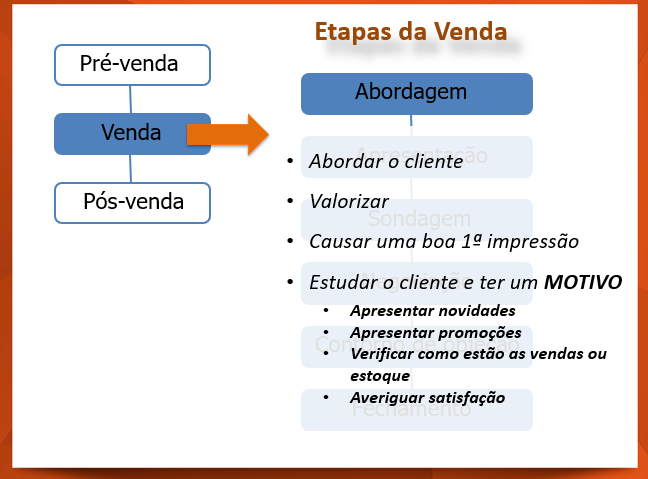 Etapas da Venda
Pré-venda
Venda
Pós-venda
Abordagem
Apresentação
• Abordar o cliente
• Valorizar
Sondagem
• Causar uma boa 1ª impressão
• Estudar o cliente e ter um MOTIVO
• Apresentar novidades
• Apresentar promoções
• Verificar como estão as vendas ou
estoque
• Averiguar satisfação
Fechamento